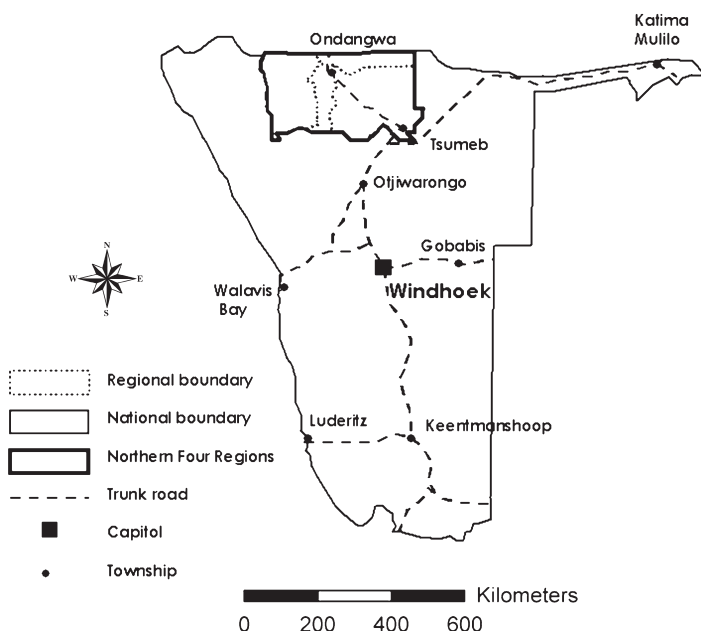 Katima
Mulilo
Ondangwa
Tsumeb
Otjiwarongo
Gobabis
Windhoek
Walavis
Bay
N
W
E
S
Luderitz
Keentmanshoop
Regional boundary
National boundary
Northern Four Regions
Trunk road
Capitol
Township
Kilometers
0 200 400 600